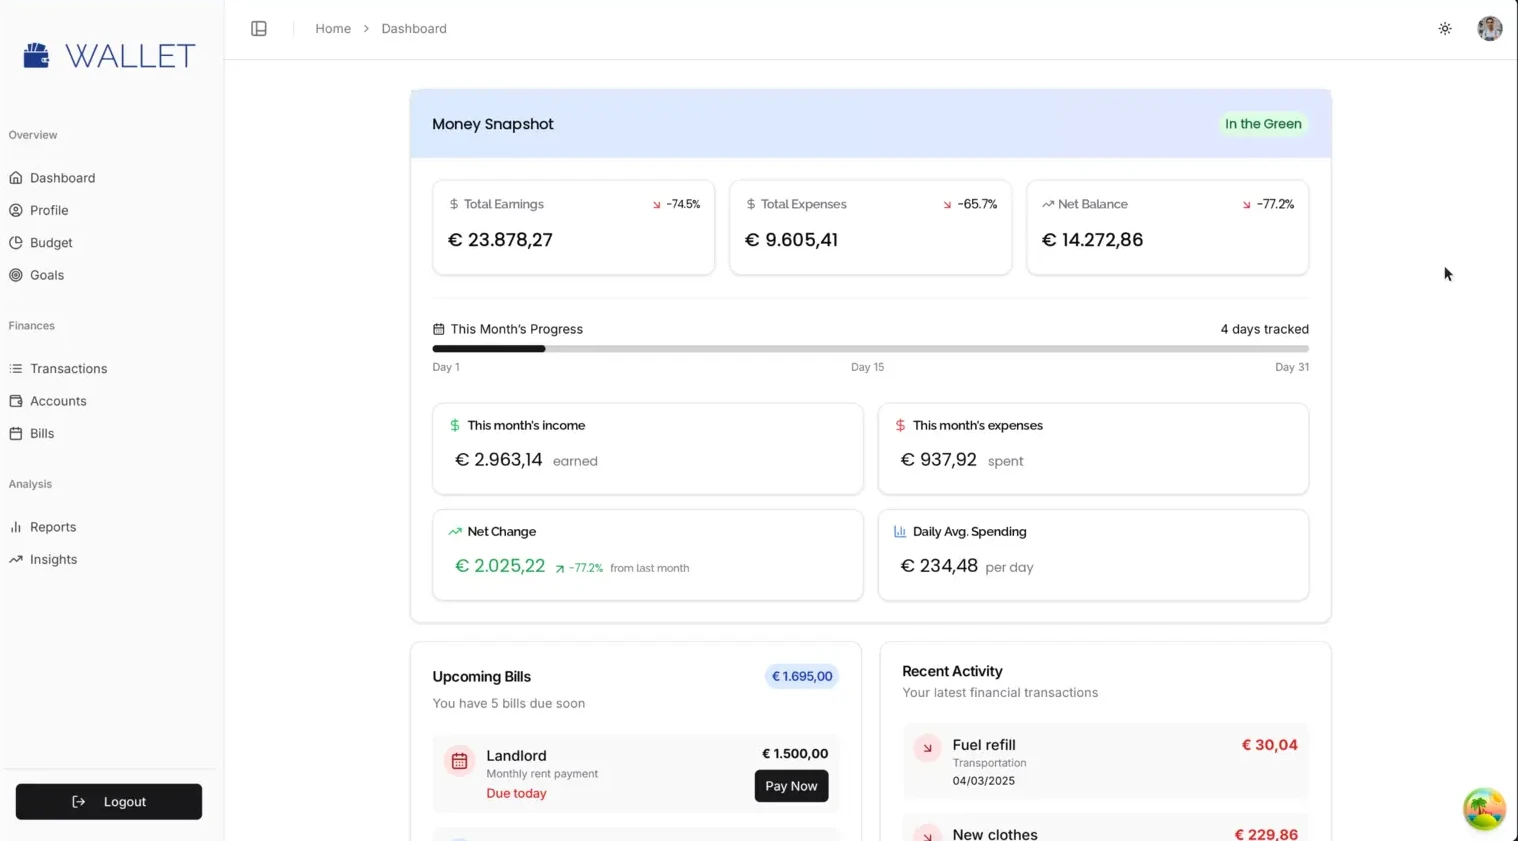 WALLET
Home > Dashboard
Overview
Dashboard
Profile
Budget
Goals
Finances
Transactions
Accounts
Bills
Analysis
Reports
Insights
Logout
Money Snapshot
In the Green
$ Total Earnings -74.5%
€ 23.878,27
$ Total Expenses -65.7%
€ 9.605,41
Net Balance -77.2%
€ 14.272,86
This Month's Progress
4 days tracked
Day 1
Day 15
Day 31
$ This month's income
€ 2.963,14 earned
$ This month's expenses
€ 937,92 spent
Net Change
€ 2.025,22 -77.2% from last month
Daily Avg. Spending
€ 234,48 per day
Upcoming Bills
€ 1.695,00
You have 5 bills due soon
Landlord
€ 1.500,00
Monthly rent payment
Due today
Pay Now
Recent Activity
Your latest financial transactions
Fuel refill
€ 30,04
Transportation
04/03/2025
New clothes
€ 229,86